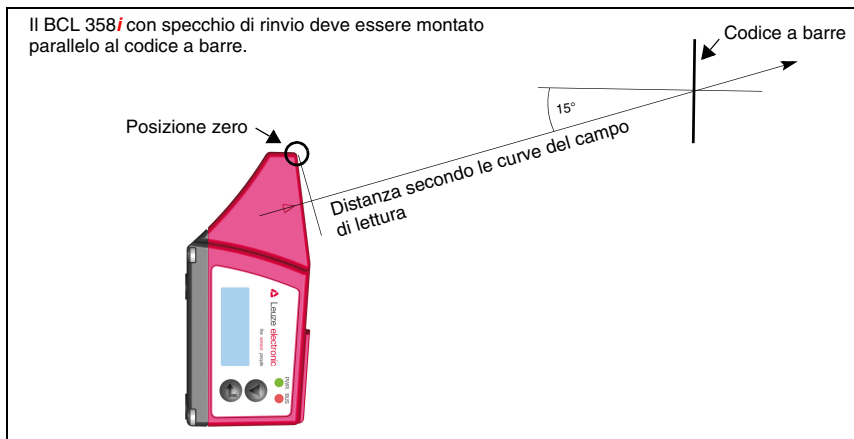 Il BCL 358i con specchio di rinvio deve essere montato
parallelo al codice a barre.
Codice a barre
15°
Posizione zero
Distanza secondo le curve del campo
di lettura
Leuze electronic
the sensor people
PWR BUS